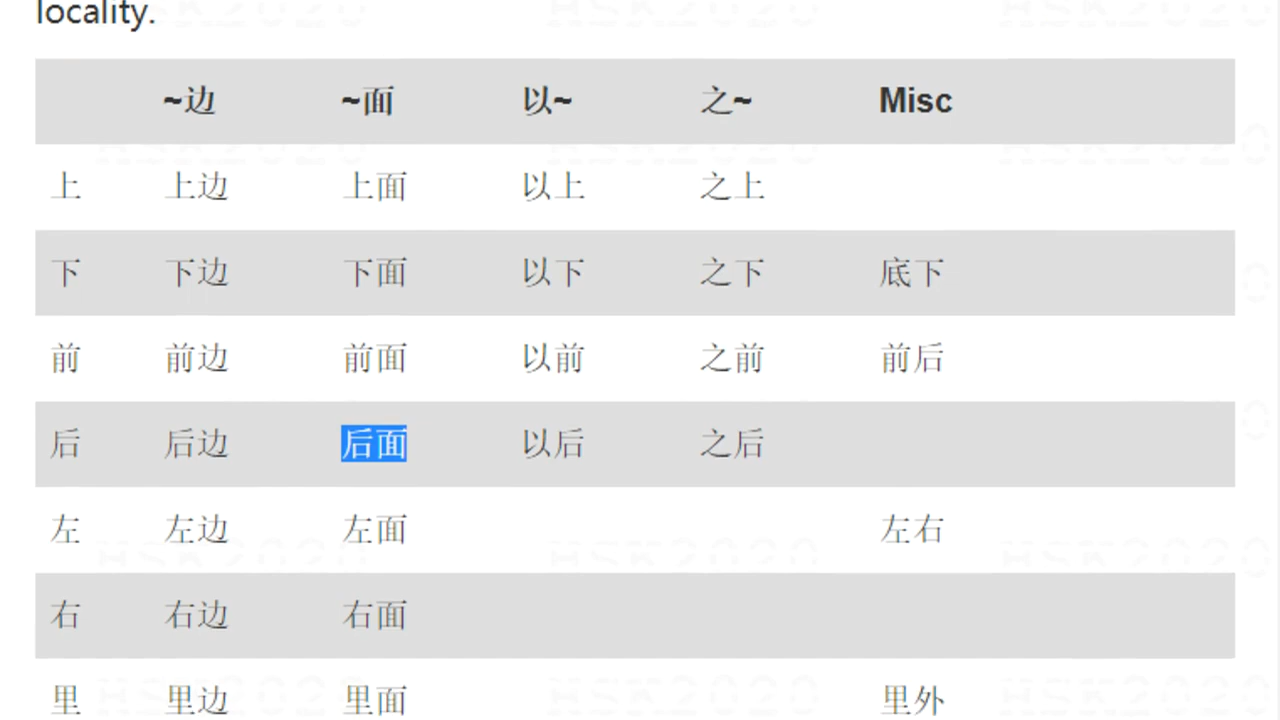 locality.
~边 ~面 以~ 之~ Misc
上 上边 上面 以上 之上
下 下边 下面 以下 之下 底下
前 前边 前面 以前 之前 前后
后 后边 后面 以后 之后
左 左边 左面 左右
右 右边 右面
里 里边 里面 里外
HSK2020